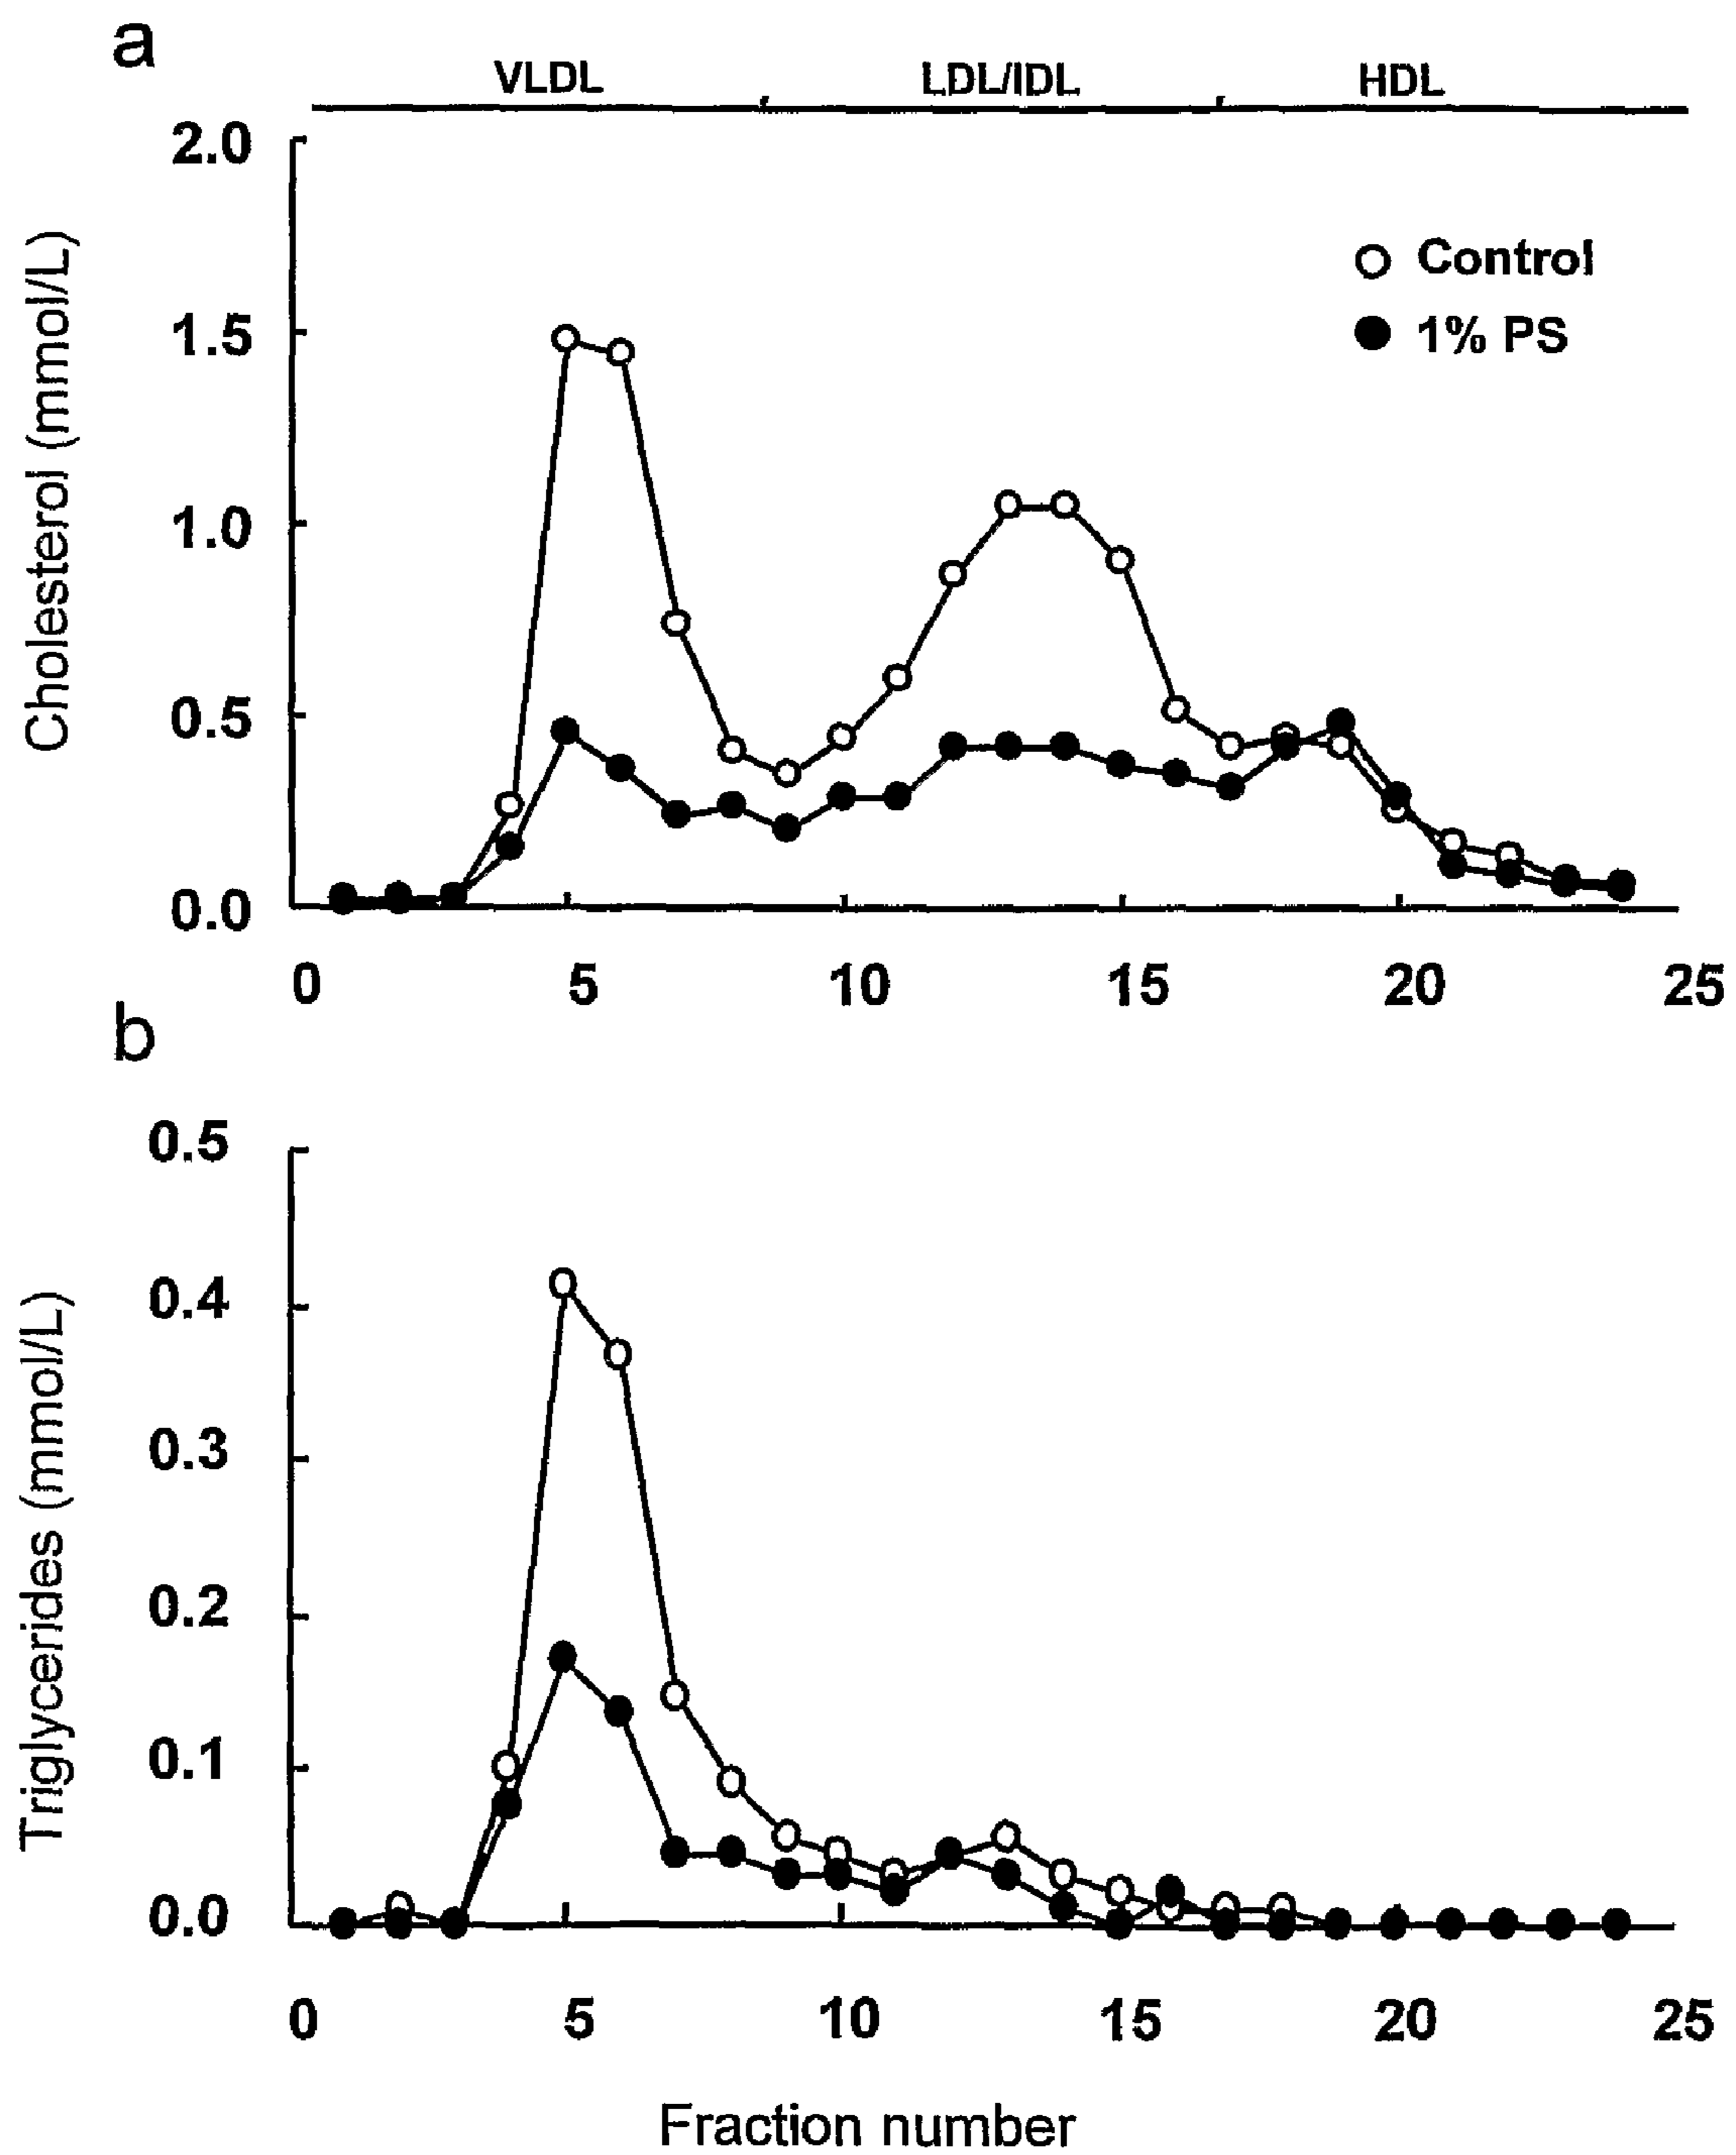 a
VLDL LDL/IDL HDL
2.0
1.5
1.0
0.5
0.0
Cholesterol (mmol/L)
Control
1% PS
0 5 10 15 20 25
b
0.5
0.4
0.3
0.2
0.1
0.0
Triglycerides (mmol/L)
0 5 10 15 20 25
Fraction number